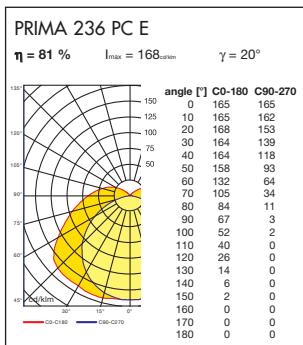 PRIMA 236 PC E
η = 81 % Imax = 168cd/klm γ = 20°
135°
120°
105°
90°
75°
60°
45°
30° 15° 0°
150
125
100
75
50
cd/klm
C0-C180 C90-C270
angle [°] C0-180 C90-270
0 165 165
10 165 162
20 168 153
30 164 139
40 164 118
50 158 93
60 132 64
70 105 34
80 84 11
90 67 3
100 52 2
110 40 0
120 26 0
130 14 0
140 6 0
150 2 0
160 0 0
170 0 0
180 0 0